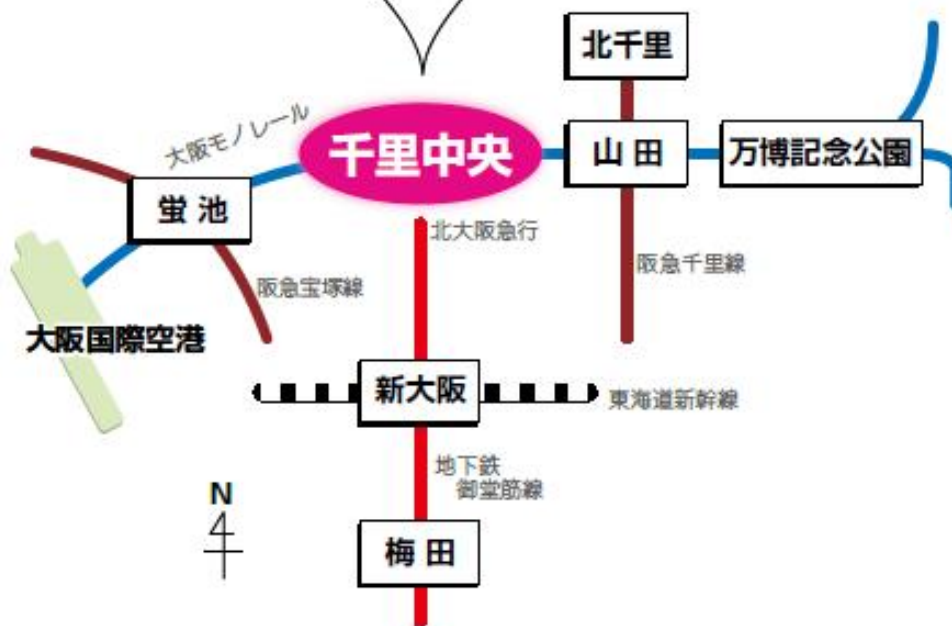 北千里
大阪モノレール
千里中央
山田
万博記念公園
蛍池
北大阪急行
阪急千里線
阪急宝塚線
大阪国際空港
新大阪
東海道新幹線
地下鉄
御堂筋線
N
梅田